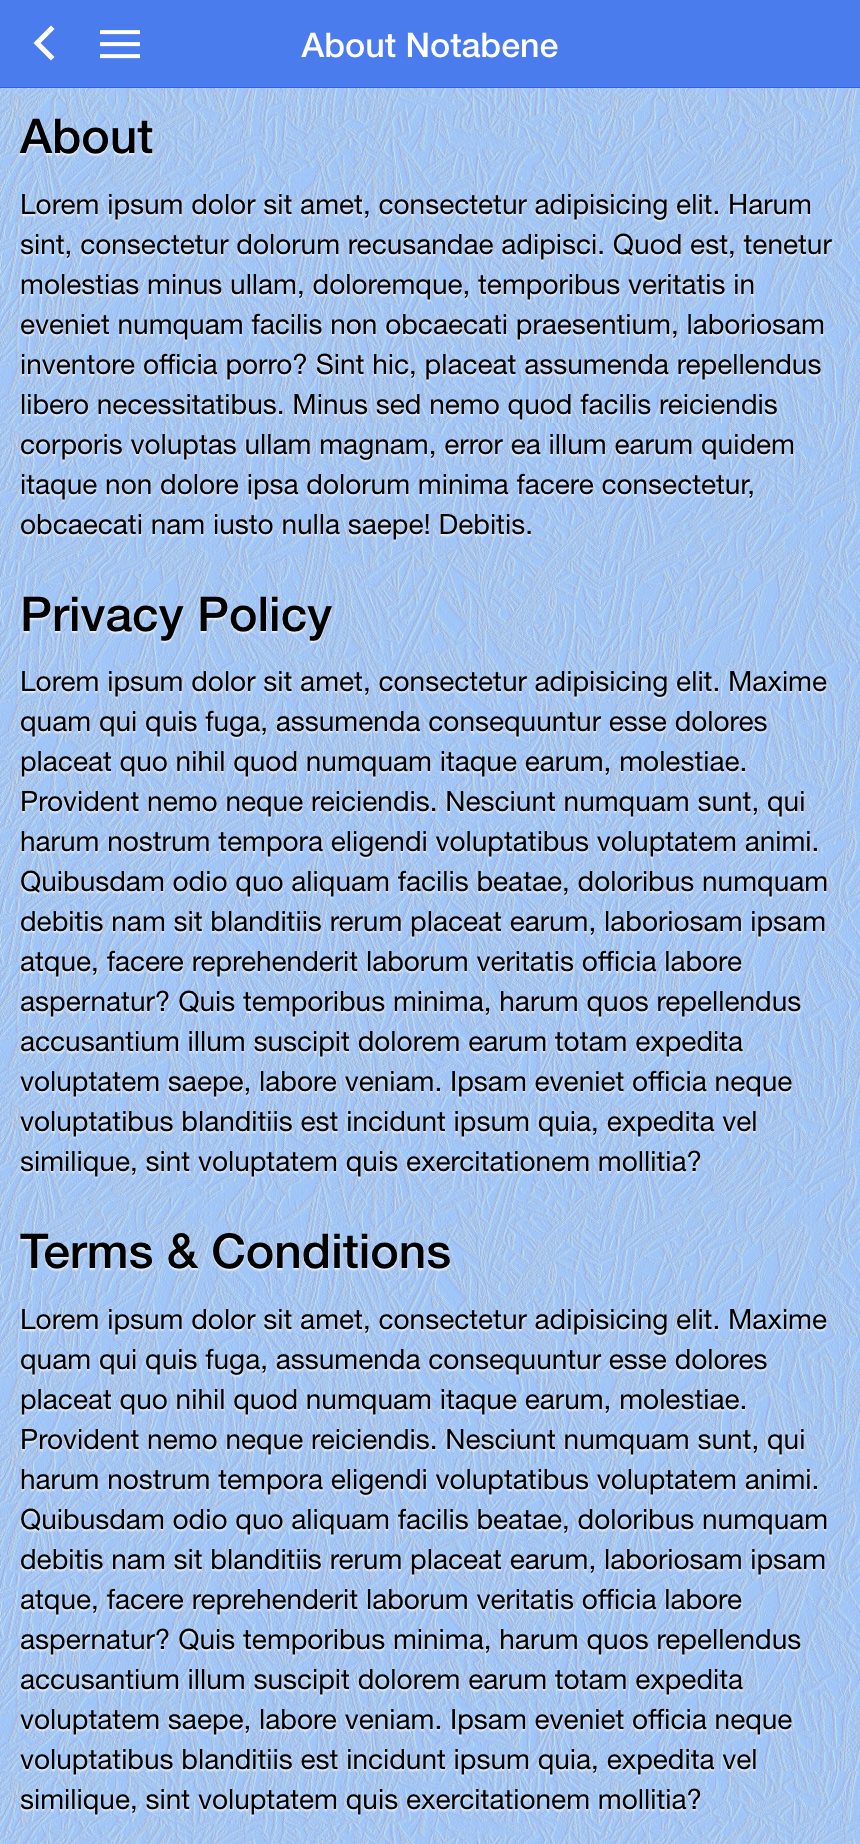 About Notabene
About
Lorem ipsum dolor sit amet, consectetur adipisicing elit. Harum
sint, consectetur dolorum recusandae adipisci. Quod est, tenetur
molestias minus ullam, doloremque, temporibus veritatis in
eveniet numquam facilis non obcaecati praesentium, laboriosam
inventore officia porro? Sint hic, placeat assumenda repellendus
libero necessitatibus. Minus sed nemo quod facilis reiciendis
corporis voluptas ullam magnam, error ea illum earum quidem
itaque non dolore ipsa dolorum minima facere consectetur,
obcaecati nam iusto nulla saepe! Debitis.
Privacy Policy
Lorem ipsum dolor sit amet, consectetur adipisicing elit. Maxime
quam qui quis fuga, assumenda consequuntur esse dolores
placeat quo nihil quod numquam itaque earum, molestiae.
Provident nemo neque reiciendis. Nesciunt numquam sunt, qui
harum nostrum tempora eligendi voluptatibus voluptatem animi.
Quibusdam odio quo aliquam facilis beatae, doloribus numquam
debitis nam sit blanditiis rerum placeat earum, laboriosam ipsam
atque, facere reprehenderit laborum veritatis officia labore
aspernatur? Quis temporibus minima, harum quos repellendus
accusantium illum suscipit dolorem earum totam expedita
voluptatem saepe, labore veniam. Ipsam eveniet officia neque
voluptatibus blanditiis est incidunt ipsum quia, expedita vel
similique, sint voluptatem quis exercitationem mollitia?
Terms & Conditions
Lorem ipsum dolor sit amet, consectetur adipisicing elit. Maxime
quam qui quis fuga, assumenda consequuntur esse dolores
placeat quo nihil quod numquam itaque earum, molestiae.
Provident nemo neque reiciendis. Nesciunt numquam sunt, qui
harum nostrum tempora eligendi voluptatibus voluptatem animi.
Quibusdam odio quo aliquam facilis beatae, doloribus numquam
debitis nam sit blanditiis rerum placeat earum, laboriosam ipsam
atque, facere reprehenderit laborum veritatis officia labore
aspernatur? Quis temporibus minima, harum quos repellendus
accusantium illum suscipit dolorem earum totam expedita
voluptatem saepe, labore veniam. Ipsam eveniet officia neque
voluptatibus blanditiis est incidunt ipsum quia, expedita vel
similique, sint voluptatem quis exercitationem mollitia?